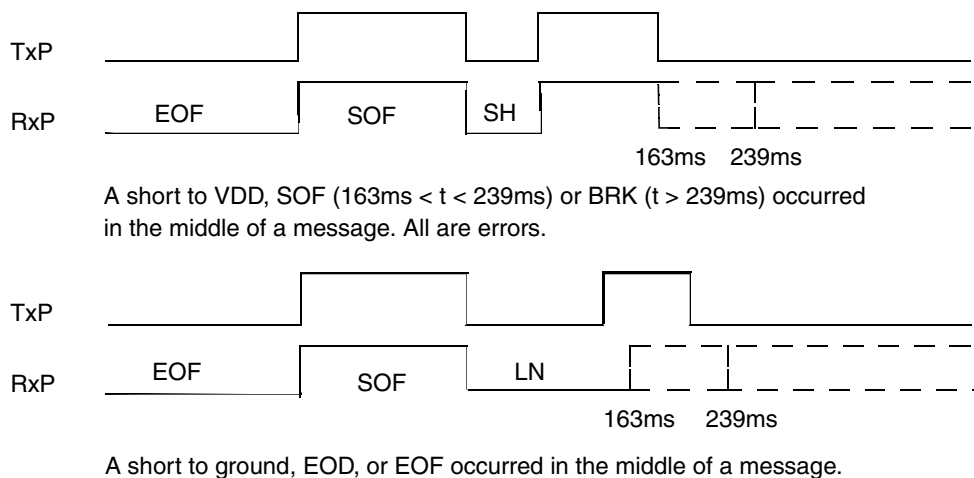 TxP
RxP EOF SOF SH
163ms 239ms
A short to VDD, SOF (163ms < t < 239ms) or BRK (t > 239ms) occurred
in the middle of a message. All are errors.
TxP
RxP EOF SOF LN
163ms 239ms
A short to ground, EOD, or EOF occurred in the middle of a message.